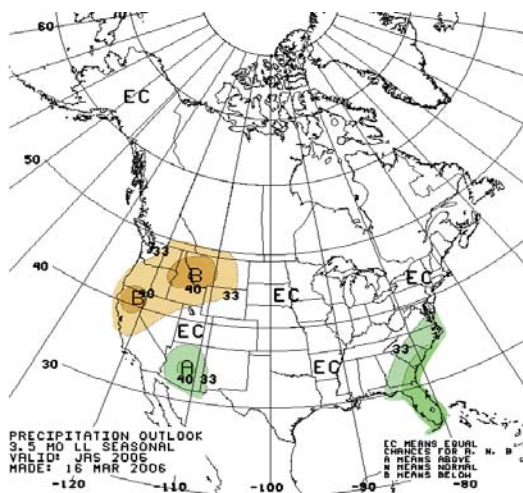 60
EC
50
40
33
B
40
33
B
40
EC
EC
EC
33
A
40 33
EC
30
PRECIPITATION OUTLOOK
3.5 MO LL SEASONAL
VALID: JAS 2006
MADE: 16 MAR 2006
EC MEANS EQUAL
CHANCES FOR A, N, B
A MEANS ABOVE
N MEANS NORMAL
B MEANS BELOW
-120
-110
-100
-90
-80